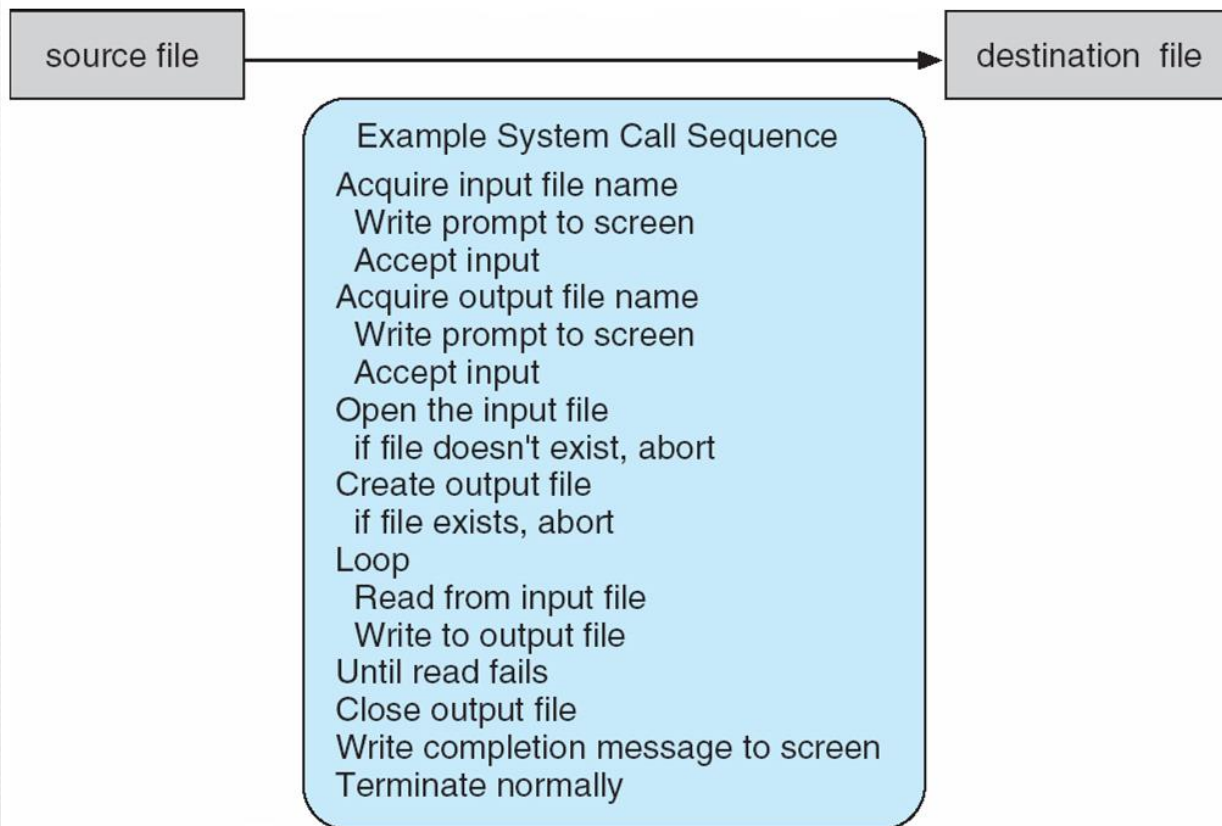 source file
destination file
Example System Call Sequence
Acquire input file name
Write prompt to screen
Accept input
Acquire output file name
Write prompt to screen
Accept input
Open the input file
if file doesn't exist, abort
Create output file
if file exists, abort
Loop
Read from input file
Write to output file
Until read fails
Close output file
Write completion message to screen
Terminate normally